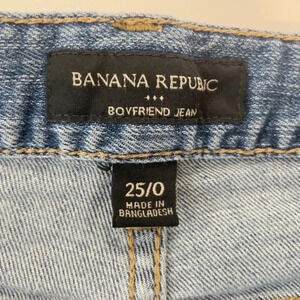 BANANA REPUBLIC
BOYFRIEND JEAN
25/0
MADE IN
BANGLADESH